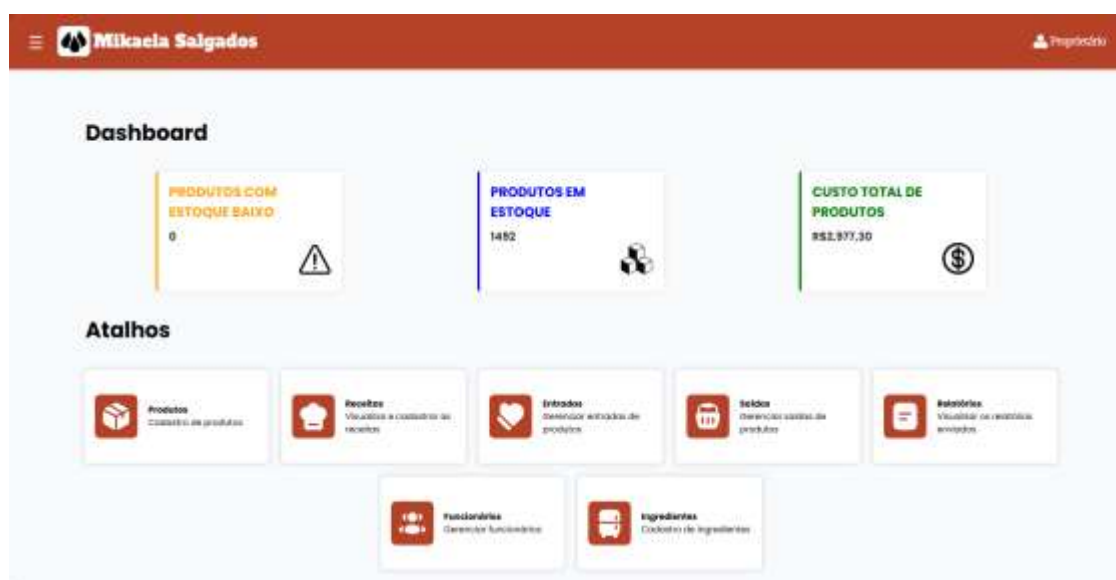 Mikaela Salgados
Proprietário
Dashboard
PRODUTOS COM
ESTOQUE BAIXO
0
PRODUTOS EM
ESTOQUE
1492
CUSTO TOTAL DE
PRODUTOS
R$2.977,30
Atalhos
Produtos
Cadastro de produtos
Receitas
Visualizar e cadastrar as
receitas
Entradas
Gerenciar entradas de
produtos
Saídas
Gerenciar saídas de
produtos
Relatórios
Visualizar os relatórios
enviados
Funcionários
Gerenciar funcionários
Ingredientes
Cadastro de ingredientes